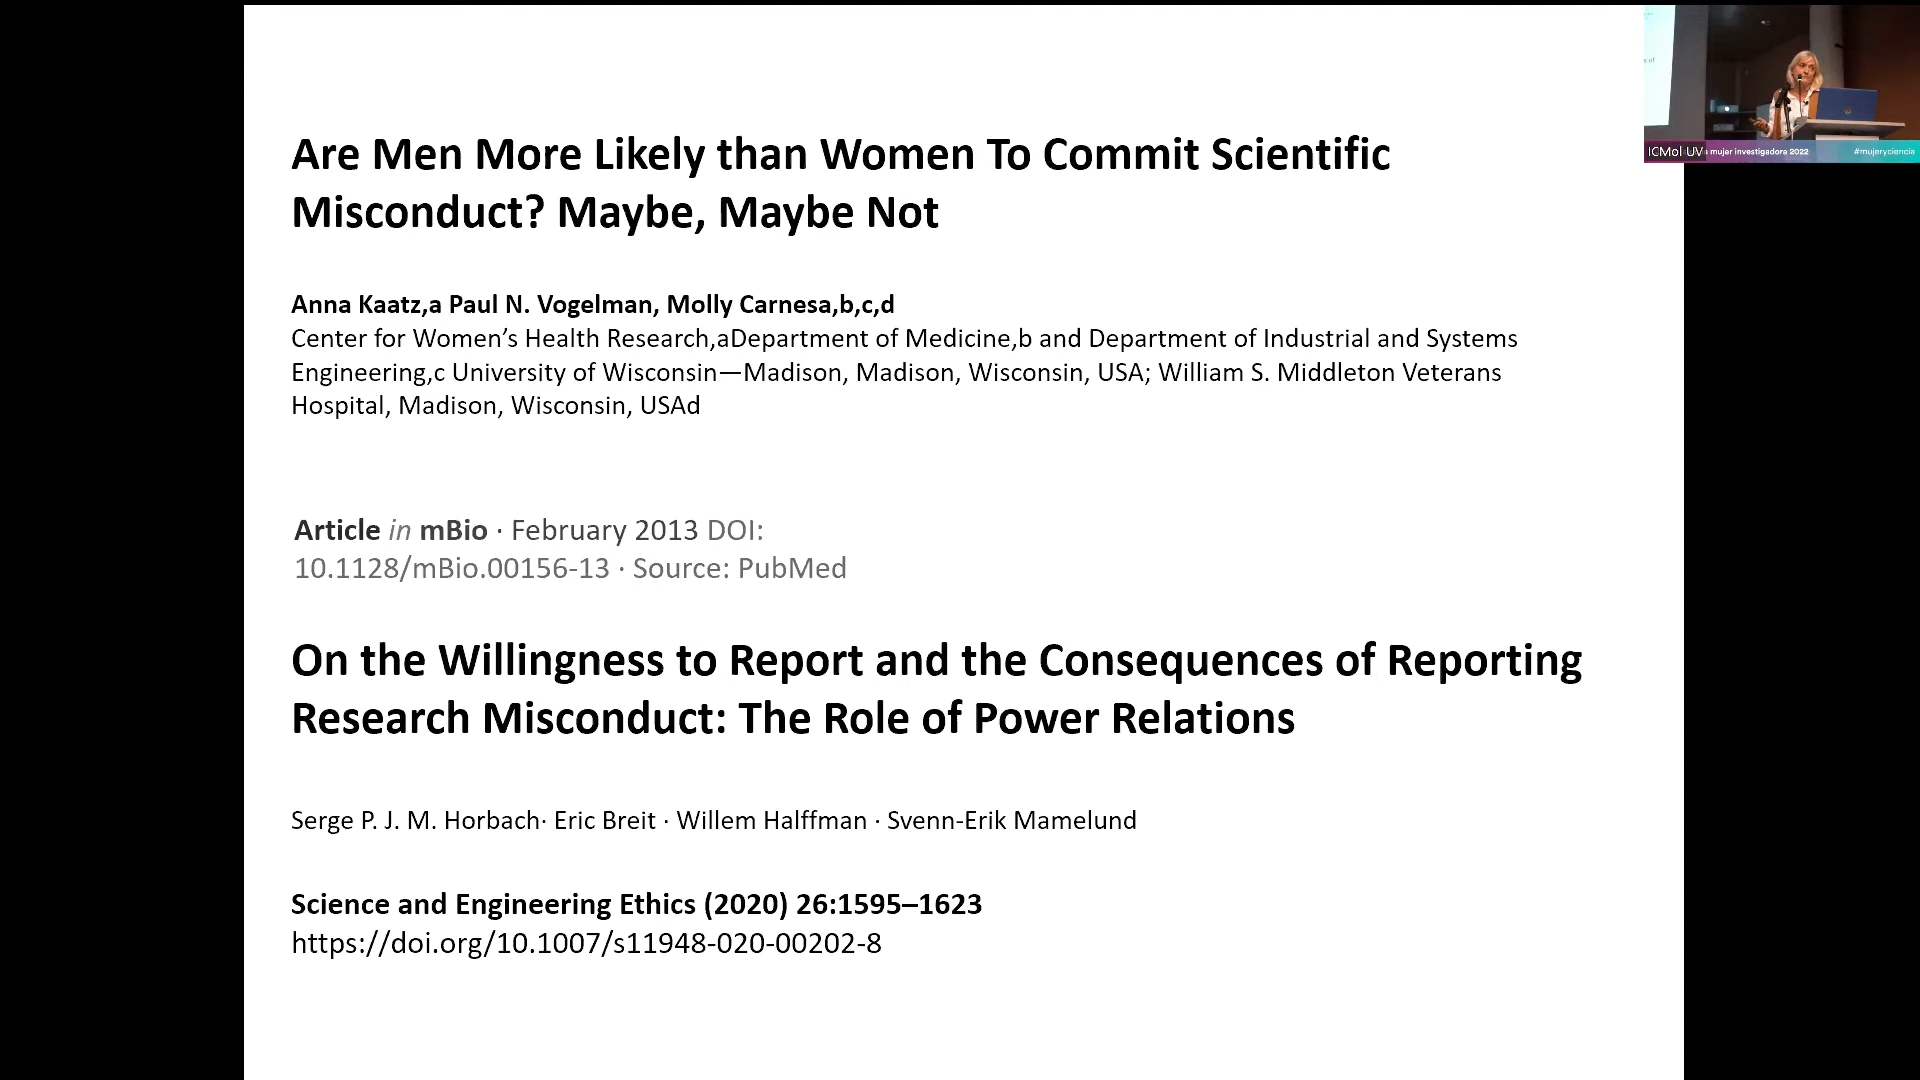 Are Men More Likely than Women To Commit Scientific
Misconduct? Maybe, Maybe Not
Anna Kaatz,a Paul N. Vogelman, Molly Carnesa,b,c,d
Center for Women’s Health Research,aDepartment of Medicine,b and Department of Industrial and Systems
Engineering,c University of Wisconsin—Madison, Madison, Wisconsin, USA; William S. Middleton Veterans
Hospital, Madison, Wisconsin, USAd
Article in mBio · February 2013 DOI:
10.1128/mBio.00156-13 · Source: PubMed
On the Willingness to Report and the Consequences of Reporting
Research Misconduct: The Role of Power Relations
Serge P. J. M. Horbach· Eric Breit · Willem Halffman · Svenn-Erik Mamelund
Science and Engineering Ethics (2020) 26:1595–1623
https://doi.org/10.1007/s11948-020-00202-8
ICMol UV mujer investigadora 2022 #mujeryciencia